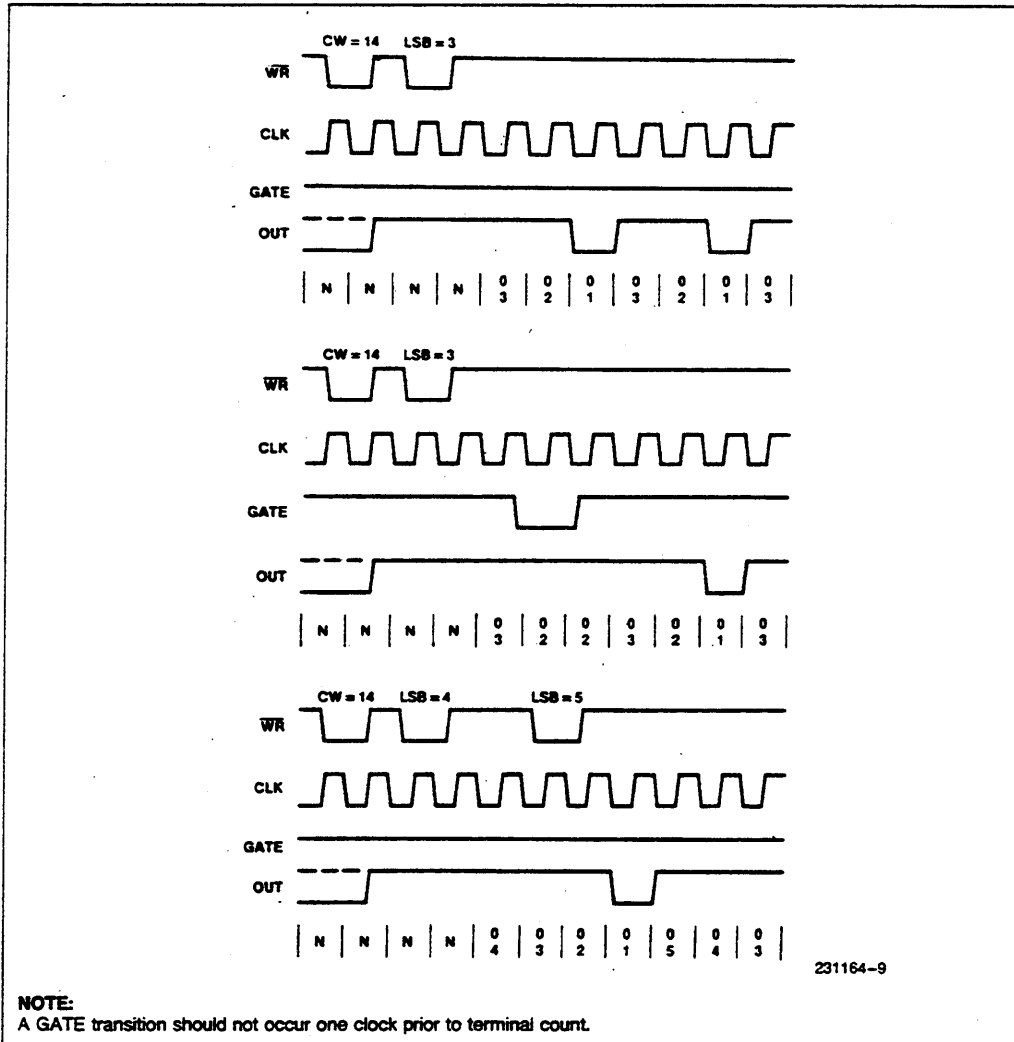 CW = 14 LSB = 3
WR
CLK
GATE
OUT
N N N N 0 3 0 2 0 1 0 3 0 2 0 1 0 3
CW = 14 LSB = 3
WR
CLK
GATE
OUT
N N N N 0 3 0 2 0 2 0 3 0 2 0 1 0 3
CW = 14 LSB = 4 LSB = 5
WR
CLK
GATE
OUT
N N N N 0 4 0 3 0 2 0 1 0 5 0 4 0 3
231164-9
NOTE:
A GATE transition should not occur one clock prior to terminal count.